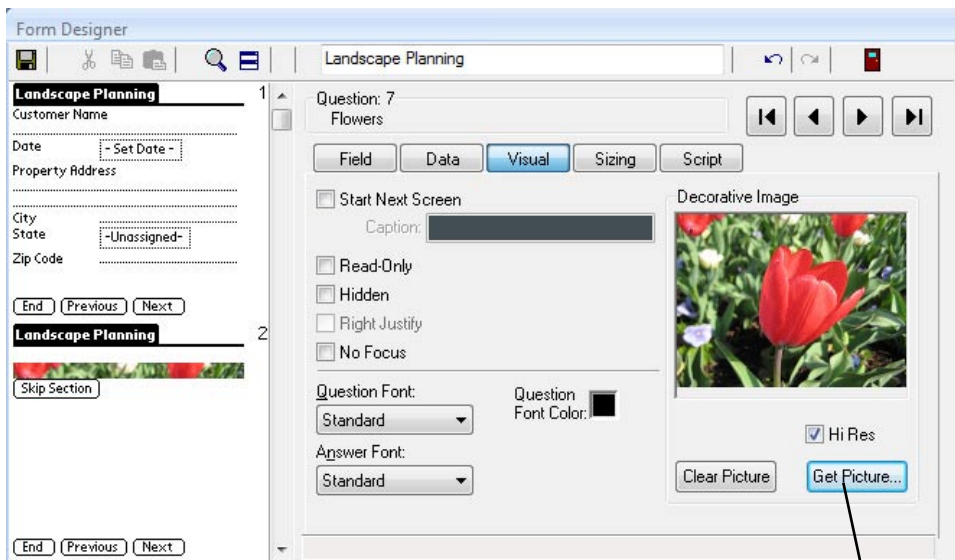 Form Designer
Landscape Planning
Landscape Planning 1
Customer Name
Date - Set Date -
Property Address
City
State -Unassigned-
Zip Code
End Previous Next
Landscape Planning 2
Skip Section
End Previous Next
Question: 7
Flowers
Field Data Visual Sizing Script
Start Next Screen
Caption:
Read-Only
Hidden
Right Justify
No Focus
Question Font:
Standard
Question
Font Color:
Answer Font:
Standard
Decorative Image
Hi Res
Clear Picture Get Picture...